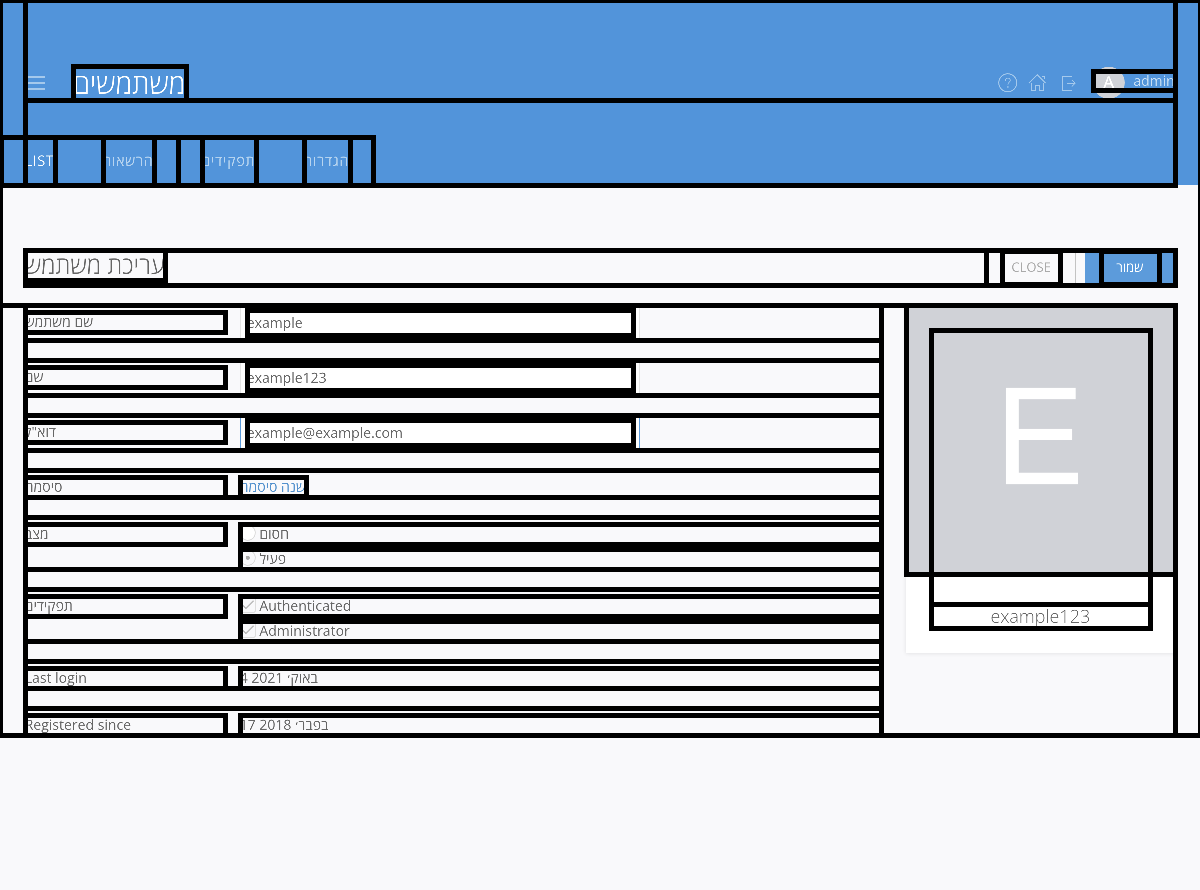 משתמשים
admin
A
LIST
הרשאות
תפקידים
הגדרות
עריכת משתמש
CLOSE
שמור
שם משתמש
example
שם
example123
דוא"ל
example@example.com
סיסמה
שנה סיסמה
מצב
חסום
פעיל
תפקידים
Authenticated
Administrator
Last login
4 באוק׳ 2021
Registered since
17 בפבר׳ 2018
E
example123